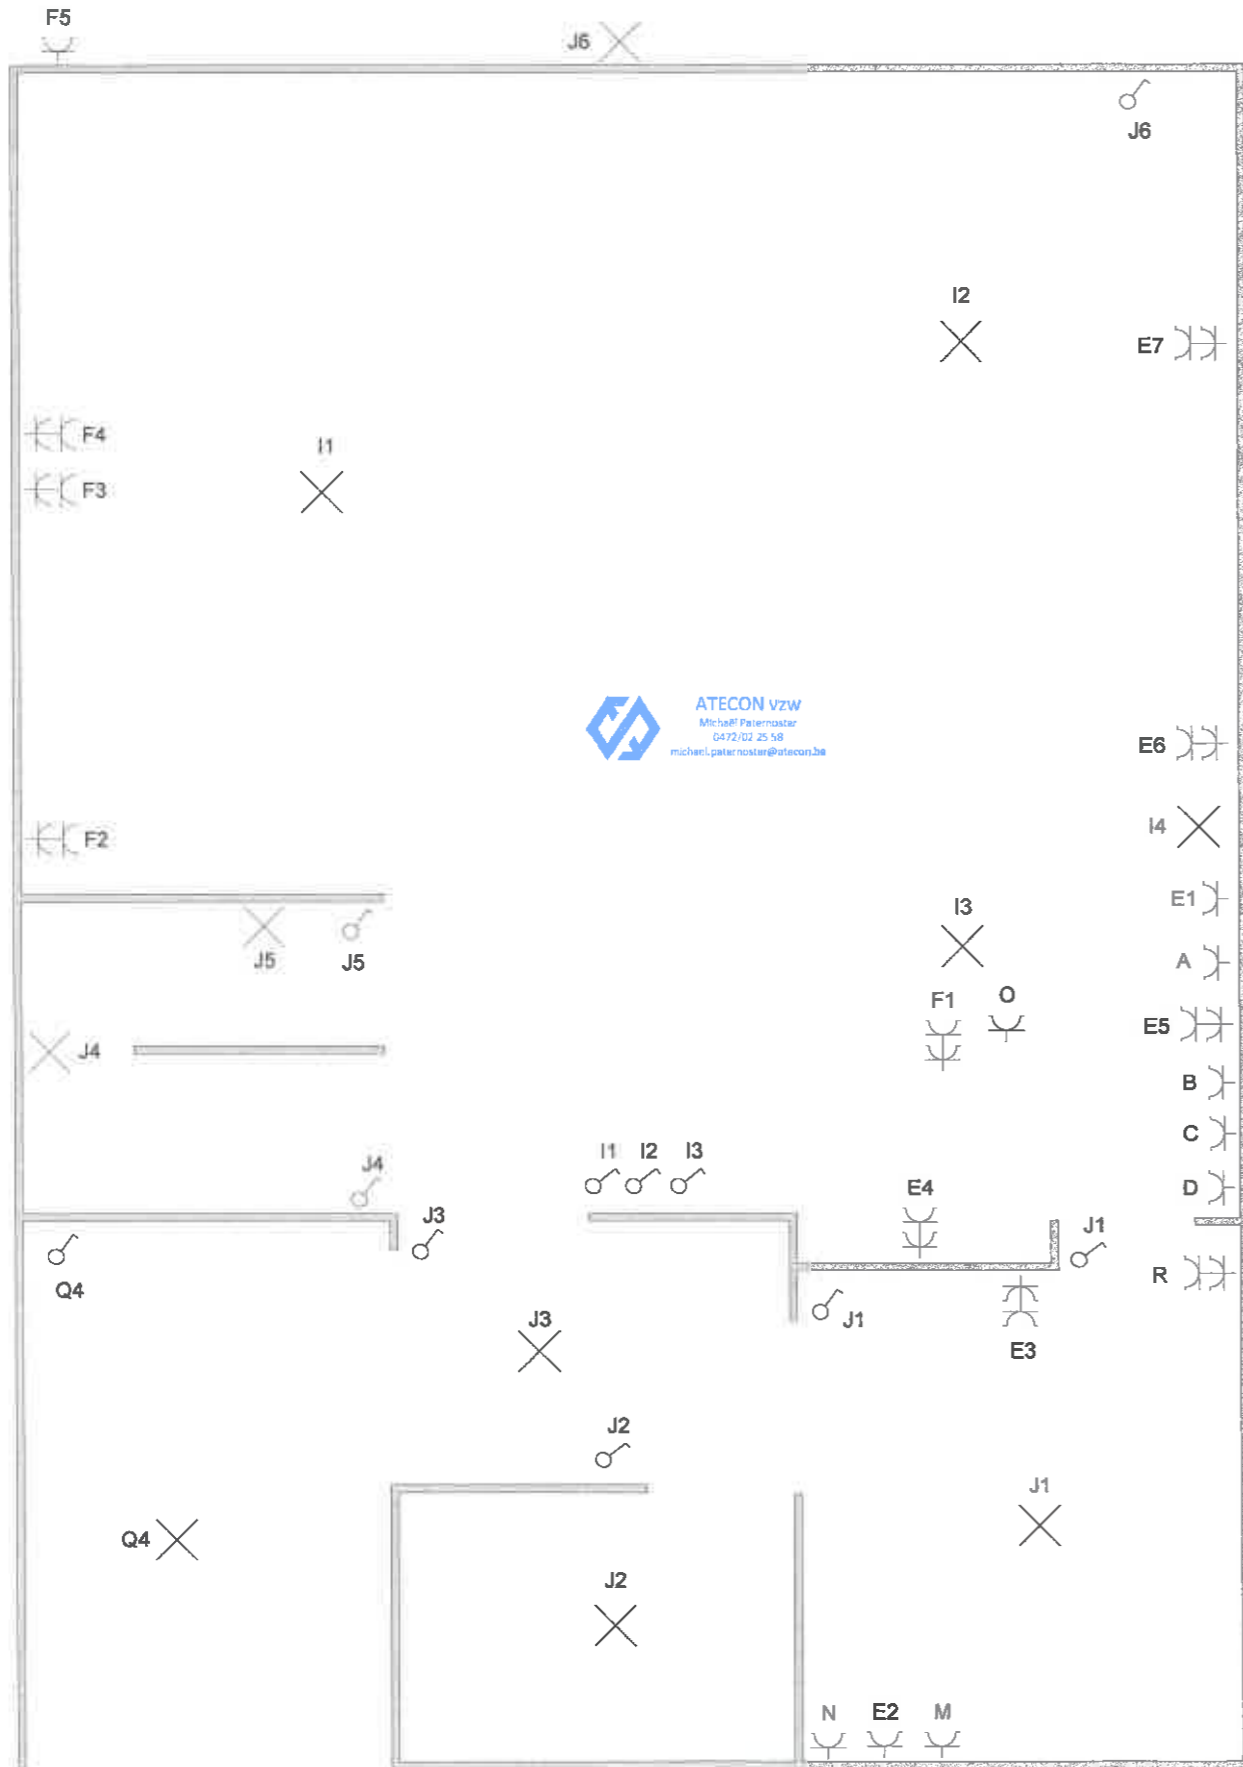 F5
J6
J6
I2
E7
F4
I1
F3
ATECON vzw
Michaël Paternoster
0472/02 25 58
michael.paternoster@atecon.be
E6
I4
F2
E1
I3
J5
J5
A
F1
O
E5
J4
B
C
I1 I2 I3
J4
D
E4
J3
J1
Q4
R
J3
J1
E3
J2
J1
Q4
J2
N E2 M